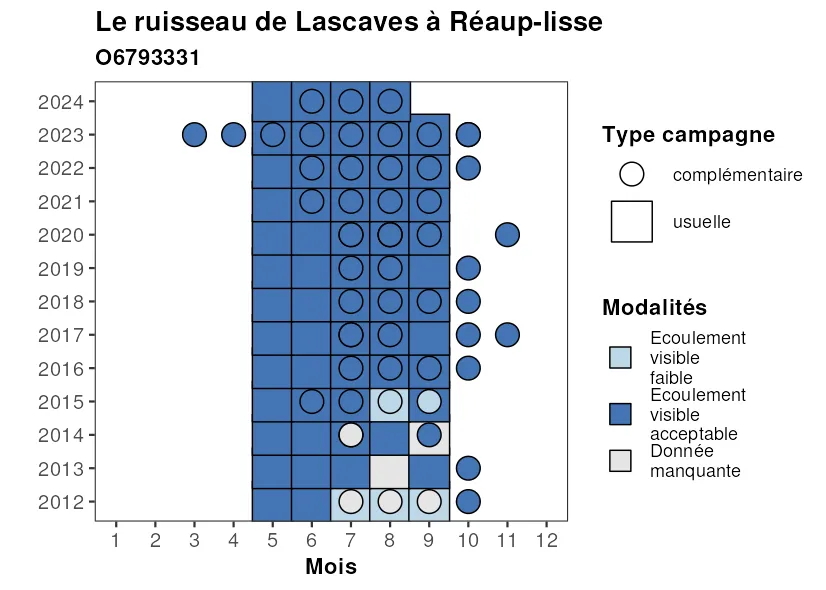 Le ruisseau de Lascaves à Réaup-lisse
O6793331
2024
2023
2022
2021
2020
2019
2018
2017
2016
2015
2014
2013
2012
1 2 3 4 5 6 7 8 9 10 11 12
Mois
Type campagne
complémentaire
usuelle
Modalités
Ecoulement
visible
faible
Ecoulement
visible
acceptable
Donnée
manquante